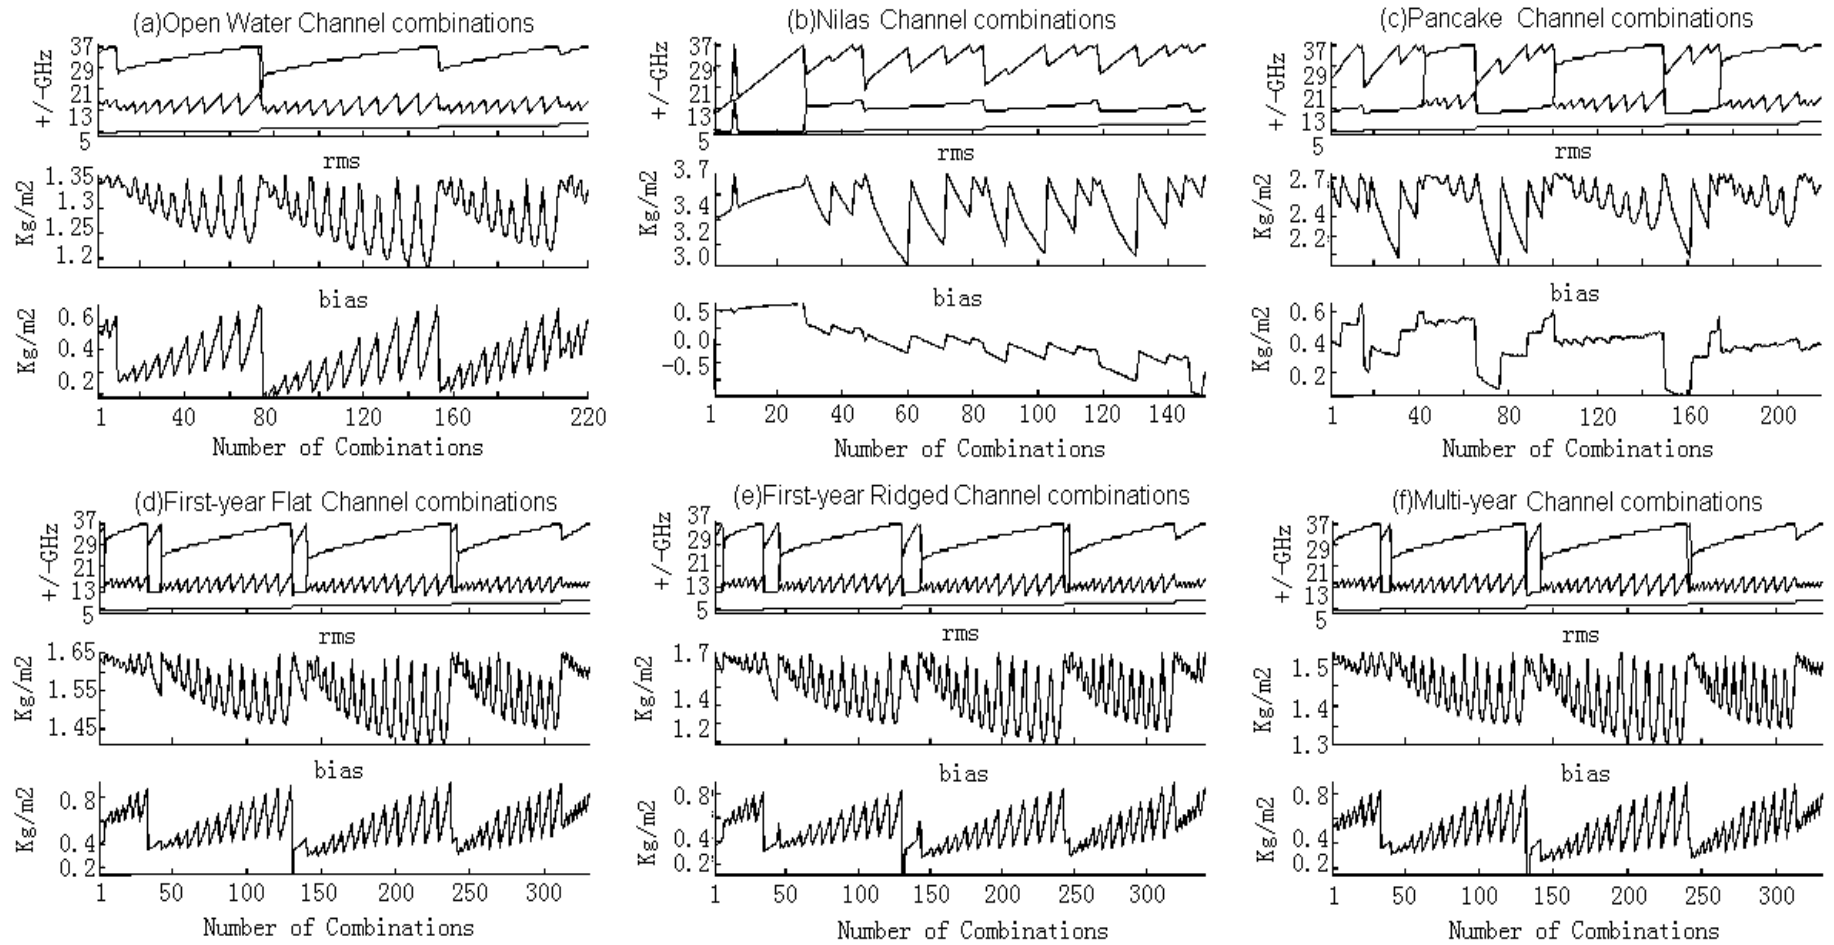 (a)Open Water Channel combinations
+/-GHz
37
29
21
13
5
rms
Kg/m2
1.35
1.3
1.25
1.2
bias
Kg/m2
0.6
0.4
0.2
1 40 80 120 160 220
Number of Combinations
(b)Nilas Channel combinations
+/-GHz
37
29
21
13
5
rms
Kg/m2
3.7
3.4
3.2
3.0
bias
Kg/m2
0.5
0.0
-0.5
1 20 40 60 80 100 120 140
Number of Combinations
(c)Pancake Channel combinations
+/-GHz
37
29
21
13
5
rms
Kg/m2
2.7
2.4
2.2
bias
Kg/m2
0.6
0.4
0.2
1 40 80 120 160 200
Number of Combinations
(d)First-year Flat Channel combinations
+/-GHz
37
29
21
13
5
rms
Kg/m2
1.65
1.55
1.45
bias
Kg/m2
0.8
0.4
0.2
1 50 100 150 200 250 300
Number of Combinations
(e)First-year Ridged Channel combinations
+/-GHz
37
29
21
13
5
rms
Kg/m2
1.7
1.4
1.2
bias
Kg/m2
0.8
0.4
0.2
1 50 100 150 200 250 300
Number of Combinations
(f)Multi-year Channel combinations
+/-GHz
37
29
21
13
5
rms
Kg/m2
1.5
1.4
1.3
bias
Kg/m2
0.8
0.4
0.2
1 50 100 150 200 250 300
Number of Combinations